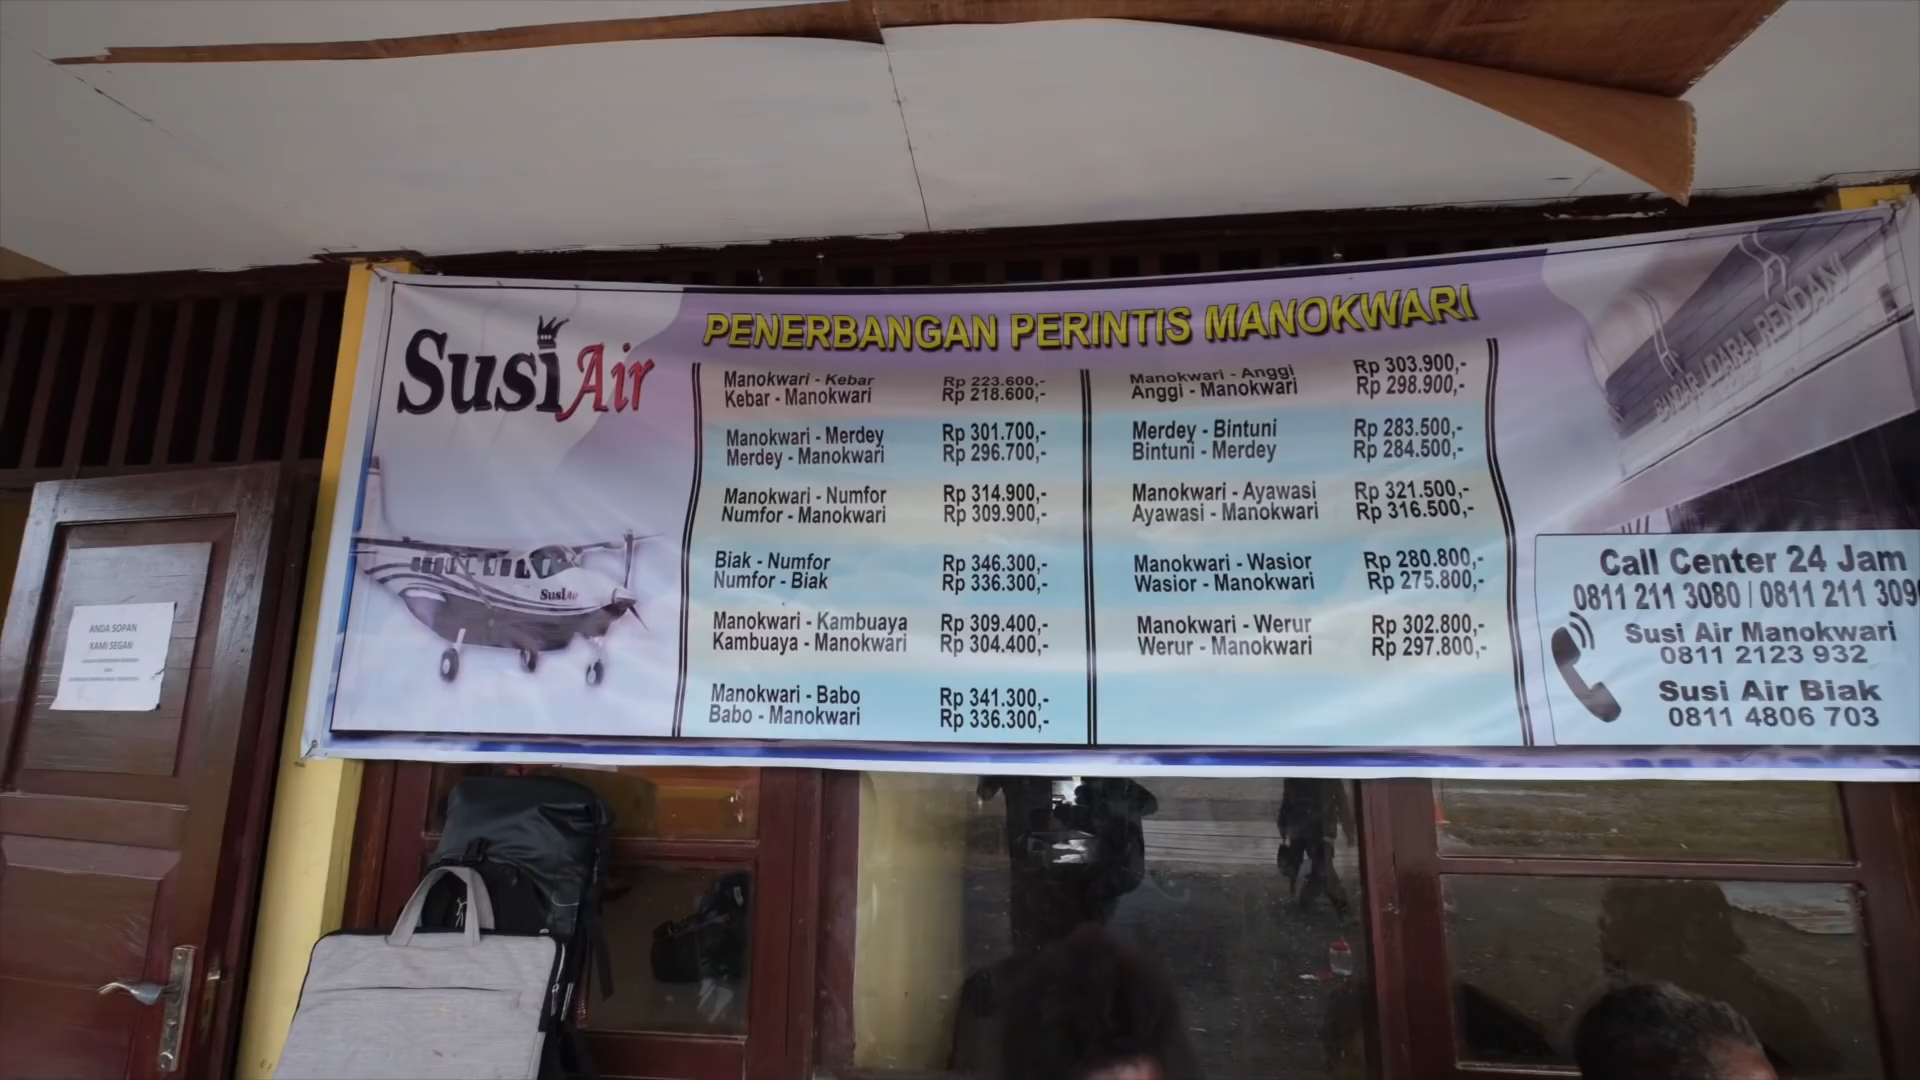 SusiAir
PENERBANGAN PERINTIS MANOKWARI
Manokwari - Kebar Rp 223.600,-
Kebar - Manokwari Rp 218.600,-
Manokwari - Merdey Rp 301.700,-
Merdey - Manokwari Rp 296.700,-
Manokwari - Numfor Rp 314.900,-
Numfor - Manokwari Rp 309.900,-
Biak - Numfor Rp 346.300,-
Numfor - Biak Rp 336.300,-
Manokwari - Kambuaya Rp 309.400,-
Kambuaya - Manokwari Rp 304.400,-
Manokwari - Babo Rp 341.300,-
Babo - Manokwari Rp 336.300,-
Manokwari - Anggi Rp 303.900,-
Anggi - Manokwari Rp 298.900,-
Merdey - Bintuni Rp 283.500,-
Bintuni - Merdey Rp 284.500,-
Manokwari - Ayawasi Rp 321.500,-
Ayawasi - Manokwari Rp 316.500,-
Manokwari - Wasior Rp 280.800,-
Wasior - Manokwari Rp 275.800,-
Manokwari - Werur Rp 302.800,-
Werur - Manokwari Rp 297.800,-
BANDAR UDARA RENDANI
Call Center 24 Jam
0811 211 3080 / 0811 211 309
Susi Air Manokwari
0811 2123 932
Susi Air Biak
0811 4806 703
SusiAir
ANDA SOPAN
KAMI SEGAN